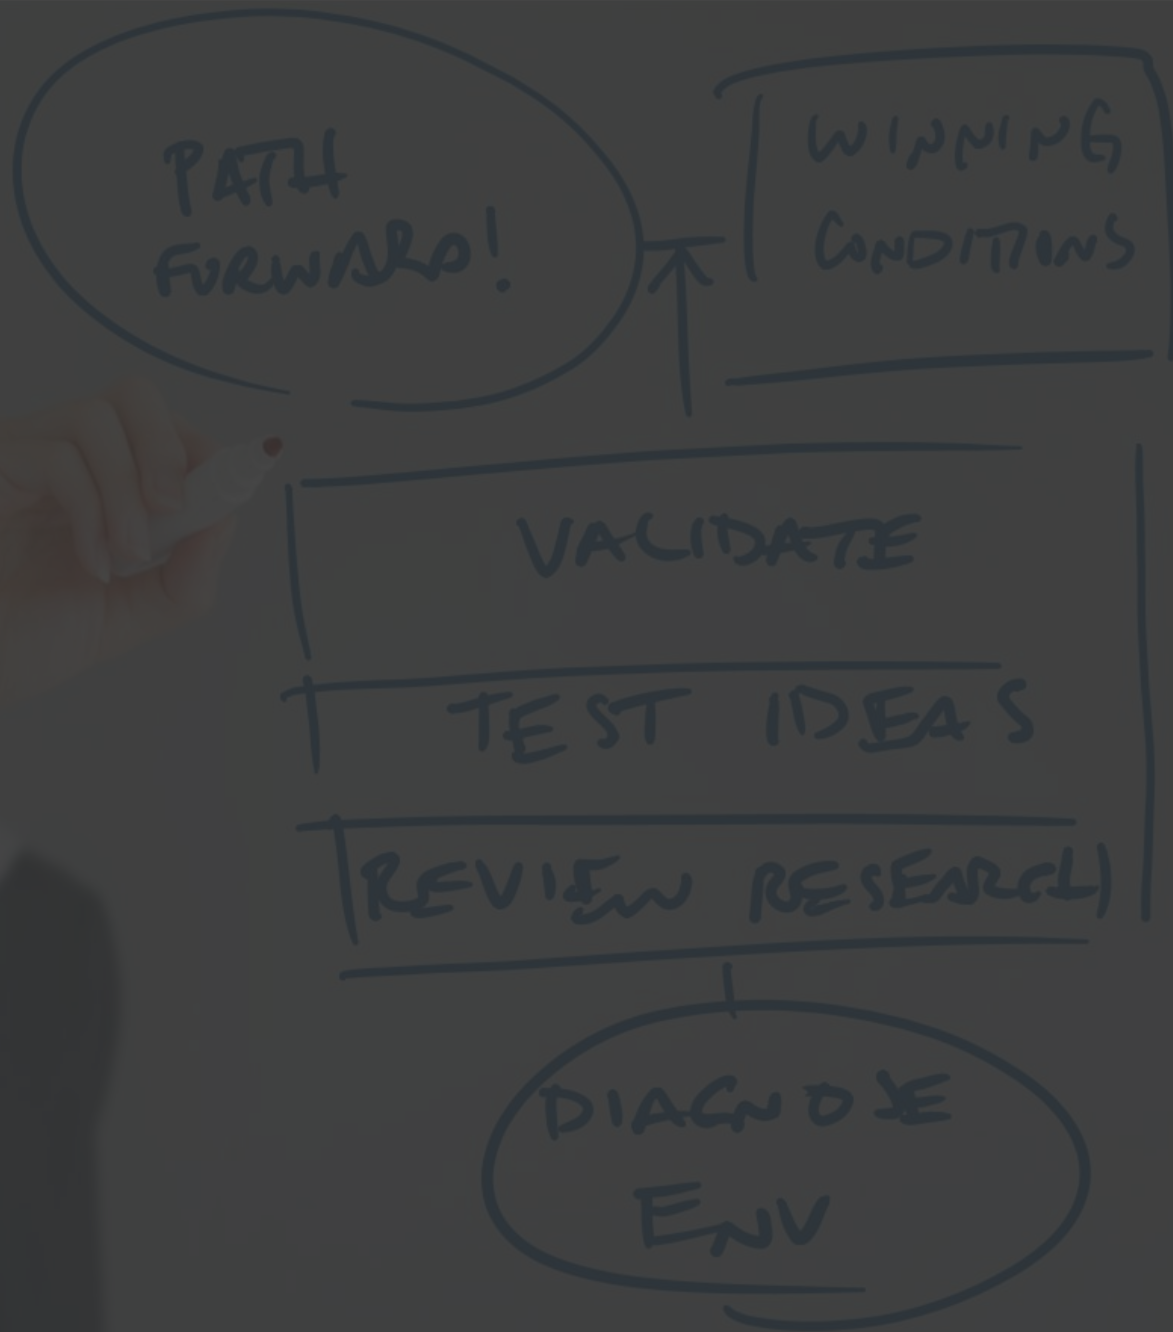 PATH
FORWARD!
WINNING
CONDITIONS
VALIDATE
TEST IDEAS
REVIEW RESEARCH
DIAGNOSE
ENV